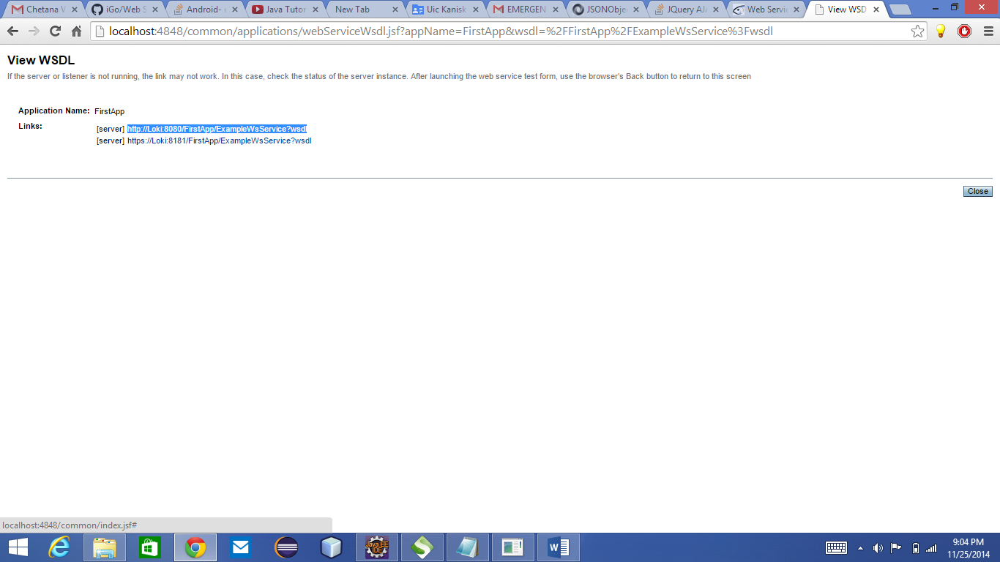 Chetana W
iGo/Web S
Android- 
Java Tutor
New Tab
Uic Kanisk
EMERGEN
JSONObje
JQuery AJA
Web Servic
View WSD
localhost:4848/common/applications/webServiceWsdl.jsf?appName=FirstApp&wsdl=%2FFirstApp%2FExampleWsService%3Fwsdl
View WSDL
If the server or listener is not running, the link may not work. In this case, check the status of the server instance. After launching the web service test form, use the browser's Back button to return to this screen
Application Name: FirstApp
Links: [server] http://Loki:8080/FirstApp/ExampleWsService?wsdl
[server] https://Loki:8181/FirstApp/ExampleWsService?wsdl
Close
localhost:4848/common/index.jsf#
Java EE
IDE
9:04 PM
11/25/2014